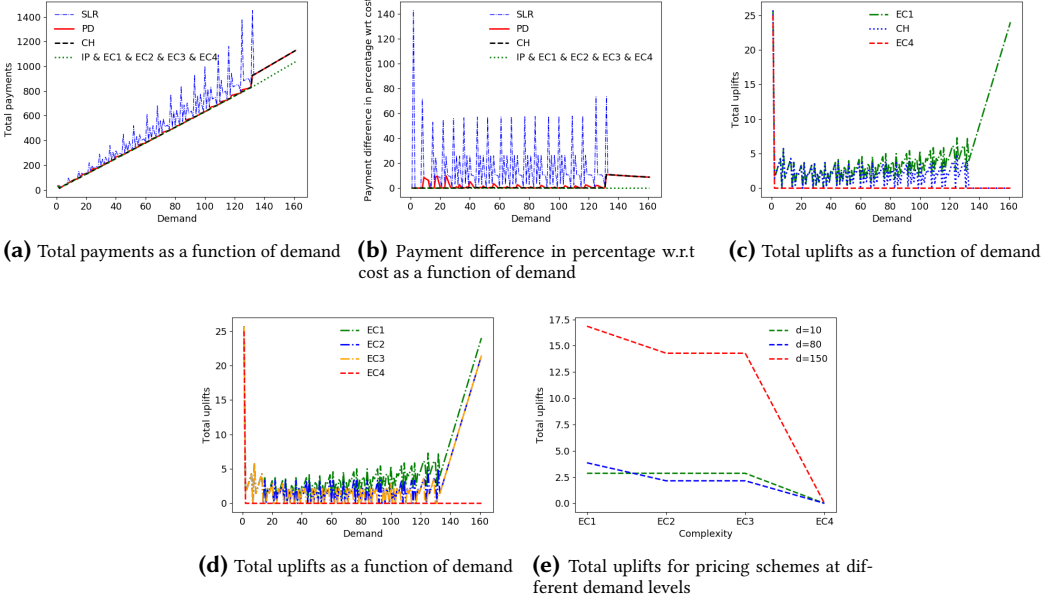 1400
1200
1000
800
600
400
200
0
Total payments
SLR
PD
CH
IP & EC1 & EC2 & EC3 & EC4
0 20 40 60 80 100 120 140 160
Demand
(a) Total payments as a function of demand
140
120
100
80
60
40
20
0
Payment difference in percentage wrt cost
SLR
PD
CH
IP & EC1 & EC2 & EC3 & EC4
0 20 40 60 80 100 120 140 160
Demand
(b) Payment difference in percentage w.r.t
cost as a function of demand
25
20
15
10
5
0
Total uplifts
EC1
CH
EC4
0 20 40 60 80 100 120 140 160
Demand
(c) Total uplifts as a function of demand
25
20
15
10
5
0
Total uplifts
EC1
EC2
EC3
EC4
0 20 40 60 80 100 120 140 160
Demand
(d) Total uplifts as a function of demand
17.5
15.0
12.5
10.0
7.5
5.0
2.5
0.0
Total uplifts
d=10
d=80
d=150
EC1 EC2 EC3 EC4
Complexity
(e) Total uplifts for pricing schemes at dif-
ferent demand levels